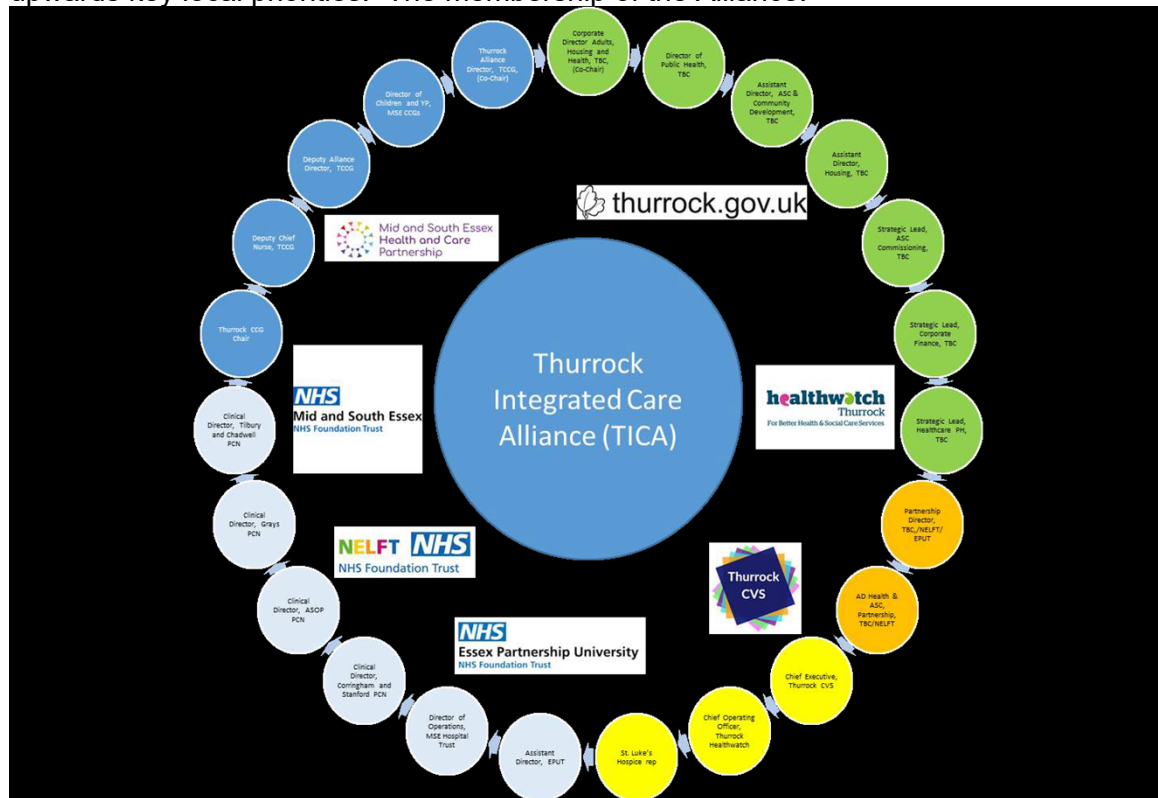 upwards key local priorities. The membership of the Alliance:
Thurrock
Alliance
Director, TCCG,
(Co-Chair)
Corporate
Director Adults,
Housing and
Health, TBC,
(Co-Chair)
Director of
Public Health,
TBC
Assistant
Director, ASC &
Community
Development,
TBC
Assistant
Director,
Housing, TBC
Strategic Lead,
ASC
Commissioning,
TBC
Strategic Lead,
Corporate
Finance, TBC
Strategic Lead,
Healthcare PH,
TBC
Partnership
Director,
TBC,/NELFT/
EPUT
AD Health &
ASC,
Partnership,
TBC/NELFT
Chief Executive,
Thurrock CVS
Chief Operating
Officer,
Thurrock
Healthwatch
St. Luke's
Hospice rep
Assistant
Director, EPUT
Director of
Operations,
MSE Hospital
Trust
Clinical
Director,
Corringham and
Stanford PCN
Clinical
Director, ASOP
PCN
Clinical
Director, Grays
PCN
Clinical
Director, Tilbury
and Chadwell
PCN
Thurrock CCG
Chair
Deputy Chief
Nurse, TCCG
Deputy Alliance
Director, TCCG
Director of
Children and YP,
MSE CCGs
thurrock.gov.uk
Mid and South Essex
Health and Care
Partnership
Thurrock
Integrated Care
Alliance (TICA)
NHS
Mid and South Essex
NHS Foundation Trust
healthwatch
Thurrock
For Better Health & Social Care Services
NELFT NHS
NHS Foundation Trust
Thurrock
CVS
NHS
Essex Partnership University
NHS Foundation Trust